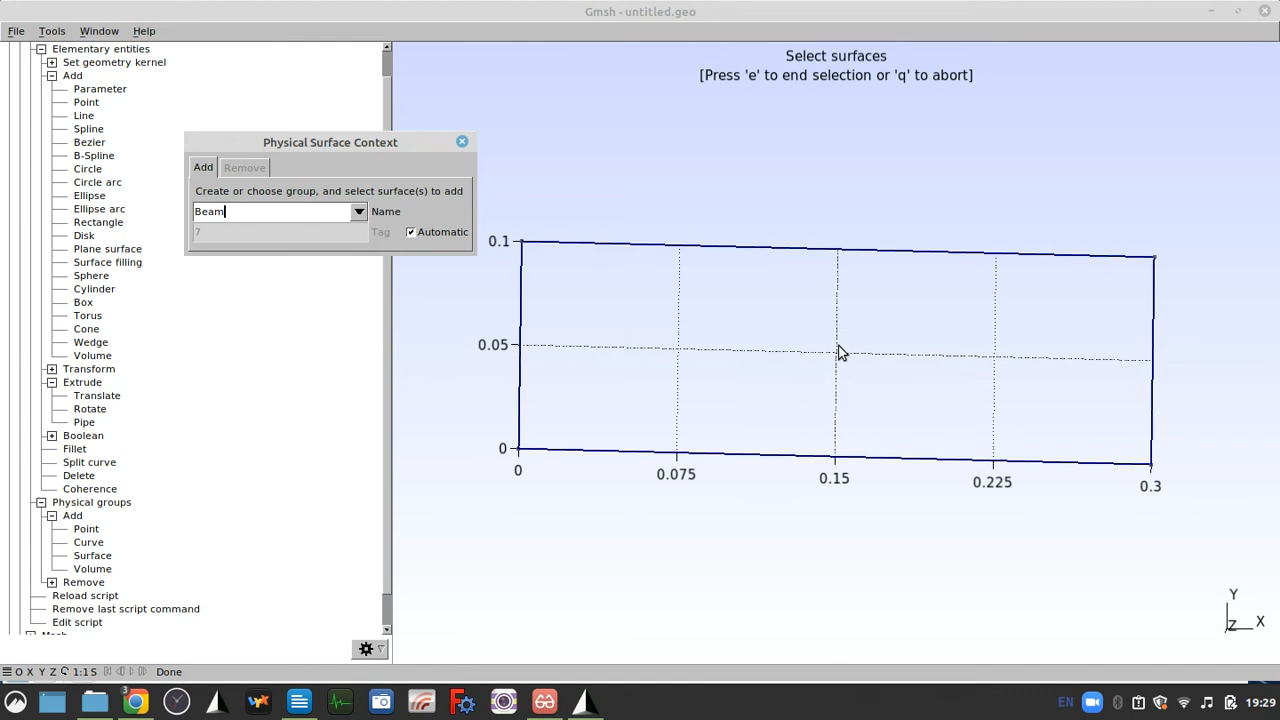 Gmsh - untitled.geo
File Tools Window Help
Elementary entities
Set geometry kernel
Add
Parameter
Point
Line
Spline
Bezier
B-Spline
Circle
Circle arc
Ellipse
Ellipse arc
Rectangle
Disk
Plane surface
Surface filling
Sphere
Cylinder
Box
Torus
Cone
Wedge
Volume
Transform
Extrude
Translate
Rotate
Pipe
Boolean
Fillet
Split curve
Delete
Coherence
Physical groups
Add
Point
Curve
Surface
Volume
Remove
Reload script
Remove last script command
Edit script
Physical Surface Context
Add Remove
Create or choose group, and select surface(s) to add
Beam Name
7 Tag Automatic
Select surfaces
[Press 'e' to end selection or 'q' to abort]
0.1
0.05
0
0 0.075 0.15 0.225 0.3
Y
Z X
O X Y Z 1:1 S Done
3
EN 19:29